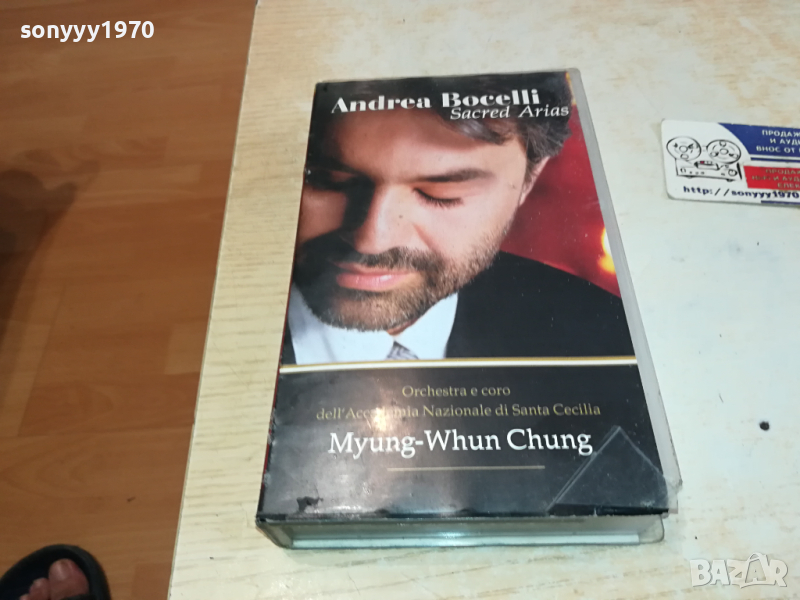 sonyyy1970
Andrea Bocelli
Sacred Arias
Orchestra e coro
dell'Accademia Nazionale di Santa Cecilia
Myung-Whun Chung
ПРОДАЖ
И АУДИ
ВНОС ОТ
http://sonyyy1970
BAZAR